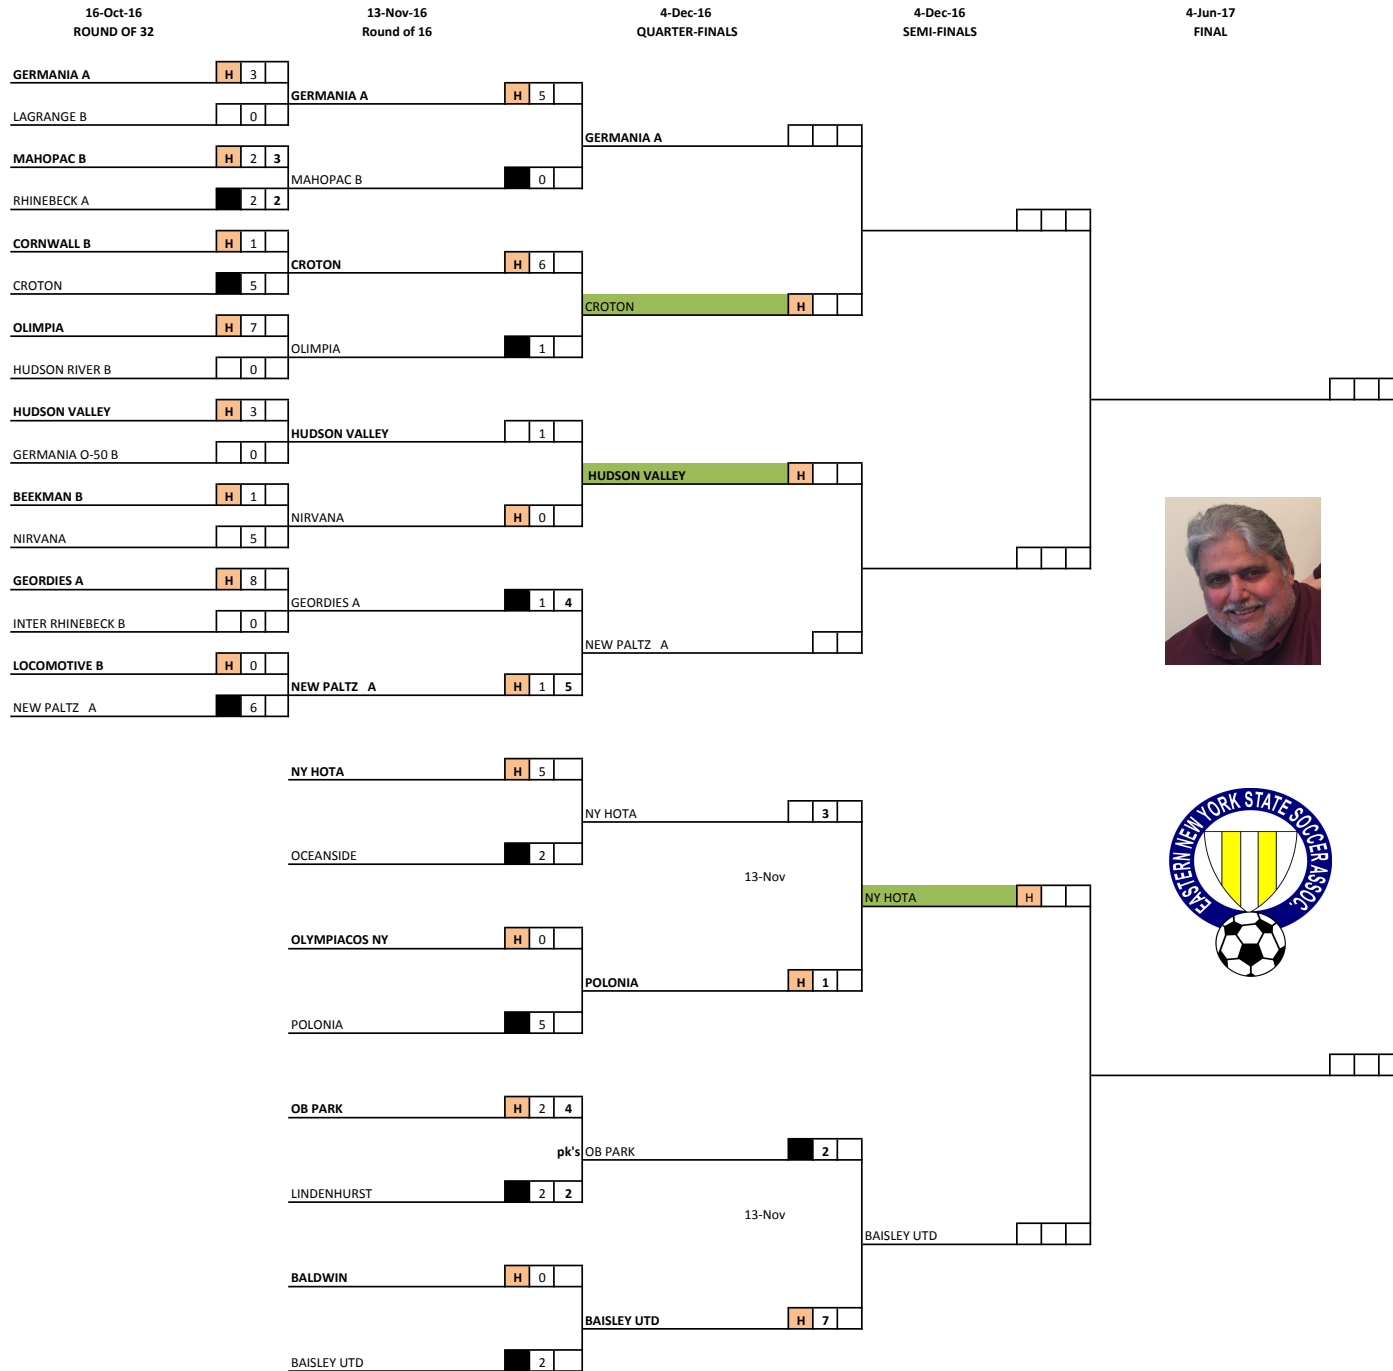 16-Oct-16 13-Nov-16 4-Dec-16 4-Dec-16 4-Jun-17
ROUND OF 32 Round of 16 QUARTER-FINALS SEMI-FINALS FINAL
GERMANIA A H 3
GERMANIA A H 5
LAGRANGE B 0
GERMANIA A
MAHOPAC B H 2 3
MAHOPAC B 0
RHINEBECK A 2 2
CORNWALL B H 1
CROTON H 6
CROTON 5
CROTON H
OLIMPIA H 7
OLIMPIA 1
HUDSON RIVER B 0
HUDSON VALLEY H 3
HUDSON VALLEY 1
GERMANIA O-50 B 0
HUDSON VALLEY H
BEEKMAN B H 1
NIRVANA H 0
NIRVANA 5
GEORDIES A H 8
GEORDIES A 1 4
INTER RHINEBECK B 0
NEW PALTZ A
LOCOMOTIVE B H 0
NEW PALTZ A H 1 5
NEW PALTZ A 6
NY HOTA H 5
NY HOTA 3
OCEANSIDE 2
13-Nov
NY HOTA H
OLYMPIACOS NY H 0
POLONIA H 1
POLONIA 5
OB PARK H 2 4
pk's OB PARK 2
LINDENHURST 2 2
13-Nov
BAISLEY UTD
BALDWIN H 0
BAISLEY UTD H 7
BAISLEY UTD 2
EASTERN NEW YORK STATE SOCCER ASSOC.